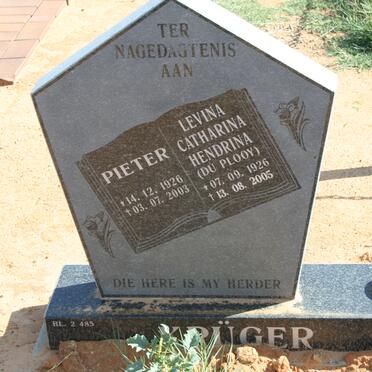 TER
NAGEDAGTENIS
AAN
PIETER
*14. 12. 1926
+03. 07. 2003
LEVINA
CATHARINA
HENDRINA
(DU PLOOY)
*07. 09. 1926
+13. 08. 2005
DIE HERE IS MY HERDER
BL. 2 485
KRÜGER